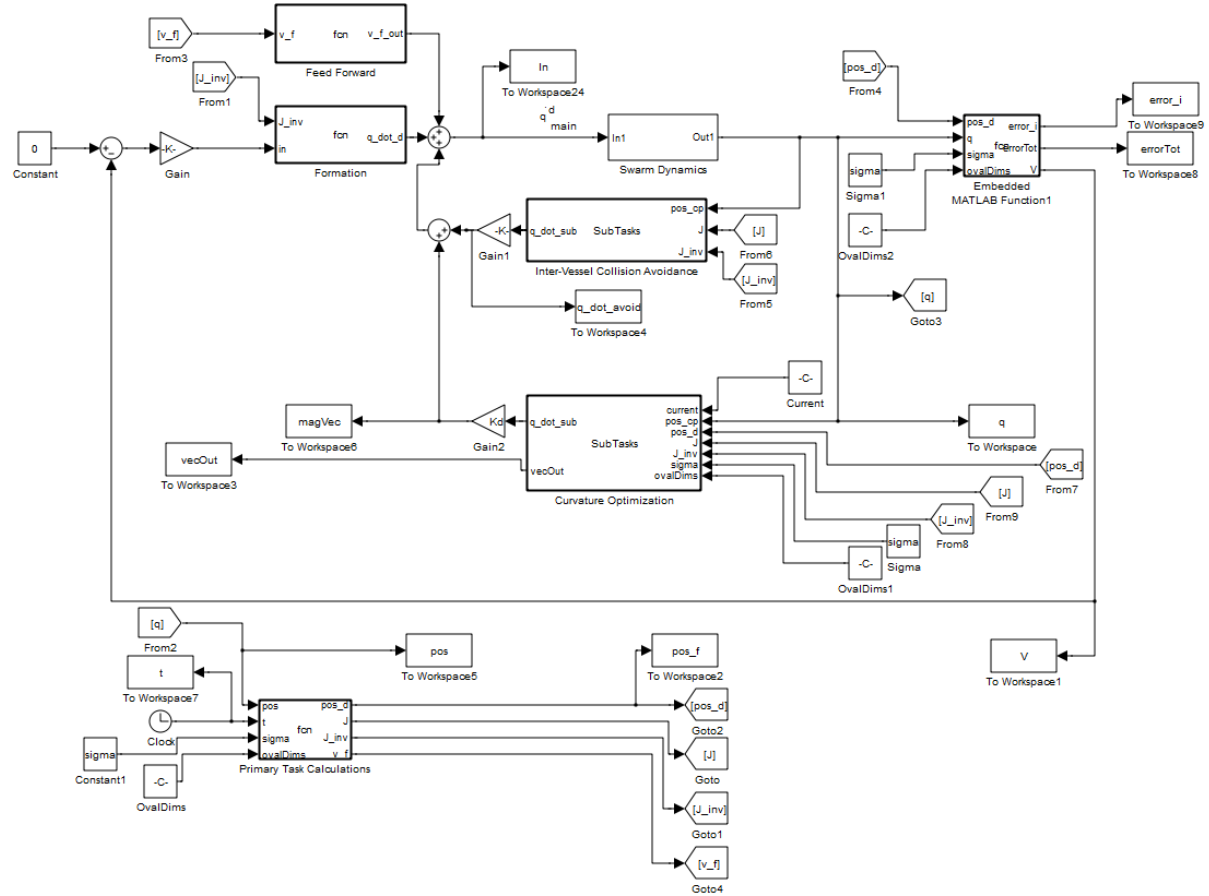 [v_f]
From3
v_f
fcn
v_f_out
Feed Forward
[J_inv]
From1
J_inv
in
fcn
q_dot_d
Formation
0
Constant
-K-
Gain
In
To Workspace24
q˙d
main
In1
Out1
Swarm Dynamics
[pos_d]
From4
pos_d
q
sigma
ovalDims
fcn
error_i
errorTot
V
Embedded
MATLAB Function1
error_i
To Workspace9
errorTot
To Workspace8
sigma
Sigma1
-C-
OvalDims2
q_dot_sub
SubTasks
pos_cp
J
J_inv
Inter-Vessel Collision Avoidance
-K-
Gain1
[J]
From6
[J_inv]
From5
q_dot_avoid
To Workspace4
[q]
Goto3
-C-
Current
q_dot_sub
vecOut
SubTasks
current
pos_cp
pos_d
J
J_inv
sigma
ovalDims
Curvature Optimization
Kd
Gain2
magVec
To Workspace6
vecOut
To Workspace3
q
To Workspace
[pos_d]
From7
[J]
From9
[J_inv]
From8
sigma
Sigma
-C-
OvalDims1
[q]
From2
pos
To Workspace5
t
To Workspace7
Clock
sigma
Constant1
-C-
OvalDims
pos
t
sigma
ovalDims
fcn
pos_d
J
J_inv
v_f
Primary Task Calculations
pos_f
To Workspace2
[pos_d]
Goto2
[J]
Goto
[J_inv]
Goto1
[v_f]
Goto4
V
To Workspace1